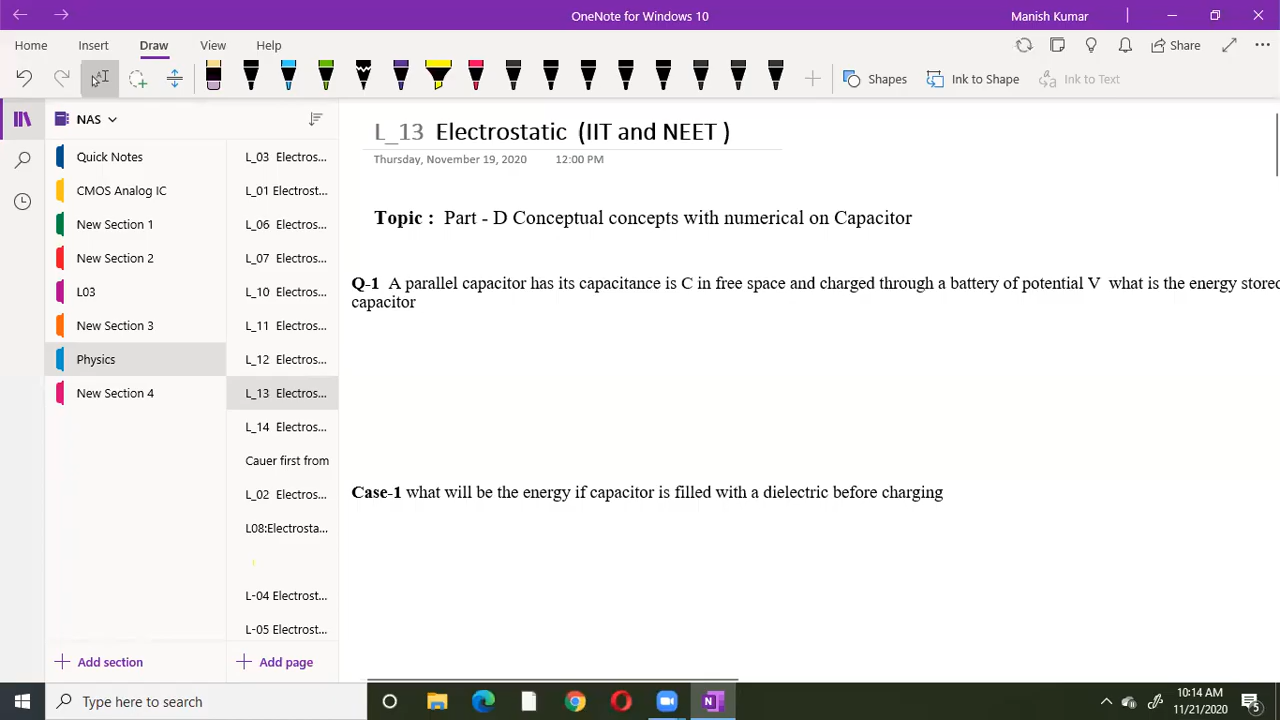 OneNote for Windows 10
Manish Kumar
Home Insert Draw View Help
Share
Shapes
Ink to Shape
Ink to Text
NAS
Quick Notes
CMOS Analog IC
New Section 1
New Section 2
L03
New Section 3
Physics
New Section 4
Add section
L_03 Electros...
L_01 Electrost...
L_06 Electros...
L_07 Electros...
L_10 Electros...
L_11 Electros...
L_12 Electros...
L_13 Electros...
L_14 Electros...
Cauer first from
L_02 Electros...
L08:Electrosta...
L-04 Electrost...
L-05 Electrost...
Add page
L_13 Electrostatic (IIT and NEET )
Thursday, November 19, 2020 12:00 PM
Topic : Part - D Conceptual concepts with numerical on Capacitor
Q-1 A parallel capacitor has its capacitance is C in free space and charged through a battery of potential V what is the energy stored
capacitor
Case-1 what will be the energy if capacitor is filled with a dielectric before charging
Type here to search
10:14 AM
11/21/2020
5